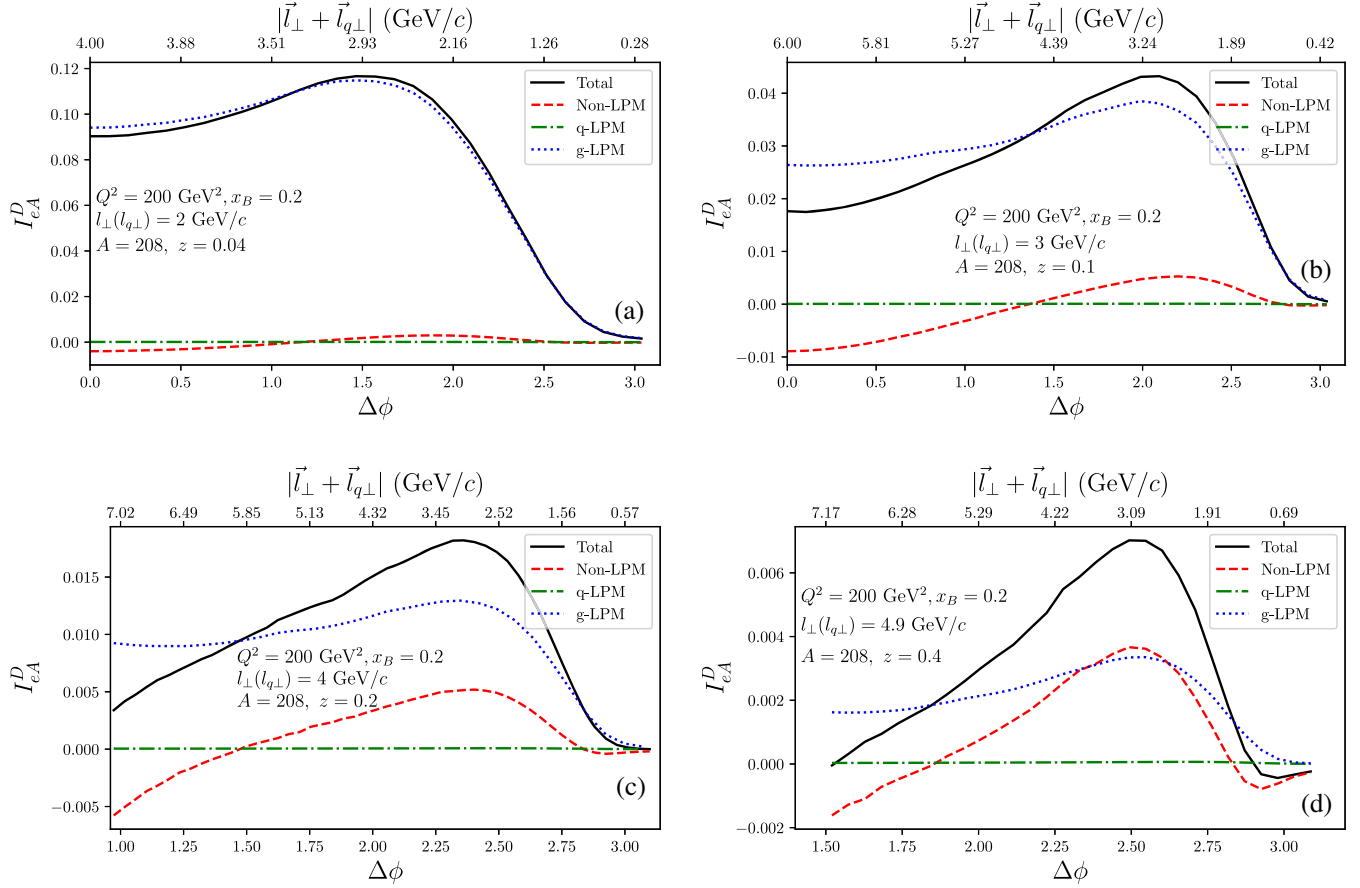 |l⃗⊥ + l⃗q⊥| (GeV/c)
4.00 3.88 3.51 2.93 2.16 1.26 0.28
0.12
0.10
0.08
0.06
0.04
0.02
0.00
I^D_eA
Total
Non-LPM
q-LPM
g-LPM
Q² = 200 GeV², x_B = 0.2
l⊥(lq⊥) = 2 GeV/c
A = 208, z = 0.04
(a)
0.0 0.5 1.0 1.5 2.0 2.5 3.0
Δϕ
|l⃗⊥ + l⃗q⊥| (GeV/c)
6.00 5.81 5.27 4.39 3.24 1.89 0.42
0.04
0.03
0.02
0.01
0.00
−0.01
I^D_eA
Total
Non-LPM
q-LPM
g-LPM
Q² = 200 GeV², x_B = 0.2
l⊥(lq⊥) = 3 GeV/c
A = 208, z = 0.1
(b)
0.0 0.5 1.0 1.5 2.0 2.5 3.0
Δϕ
|l⃗⊥ + l⃗q⊥| (GeV/c)
7.02 6.49 5.85 5.13 4.32 3.45 2.52 1.56 0.57
0.015
0.010
0.005
0.000
−0.005
I^D_eA
Total
Non-LPM
q-LPM
g-LPM
Q² = 200 GeV², x_B = 0.2
l⊥(lq⊥) = 4 GeV/c
A = 208, z = 0.2
(c)
1.00 1.25 1.50 1.75 2.00 2.25 2.50 2.75 3.00
Δϕ
|l⃗⊥ + l⃗q⊥| (GeV/c)
7.17 6.28 5.29 4.22 3.09 1.91 0.69
0.006
0.004
0.002
0.000
−0.002
I^D_eA
Total
Non-LPM
q-LPM
g-LPM
Q² = 200 GeV², x_B = 0.2
l⊥(lq⊥) = 4.9 GeV/c
A = 208, z = 0.4
(d)
1.50 1.75 2.00 2.25 2.50 2.75 3.00
Δϕ